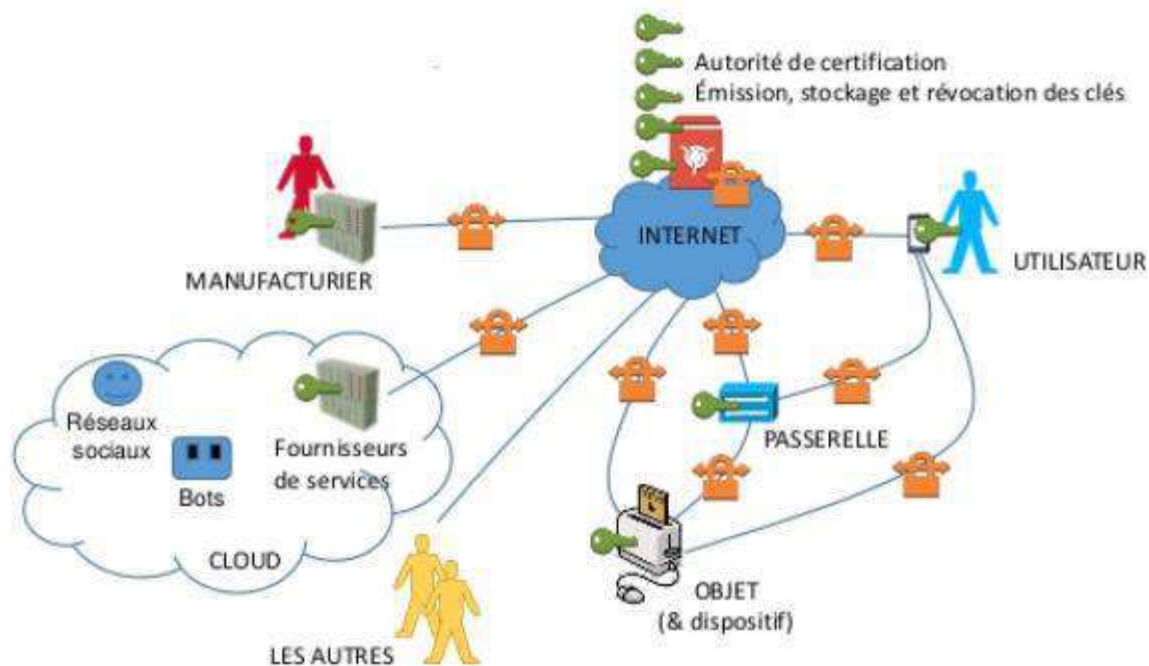 Autorité de certification
Émission, stockage et révocation des clés
INTERNET
MANUFACTURIER
UTILISATEUR
Réseaux
sociaux
Bots
Fournisseurs
de services
CLOUD
PASSERELLE
OBJET
(& dispositif)
LES AUTRES